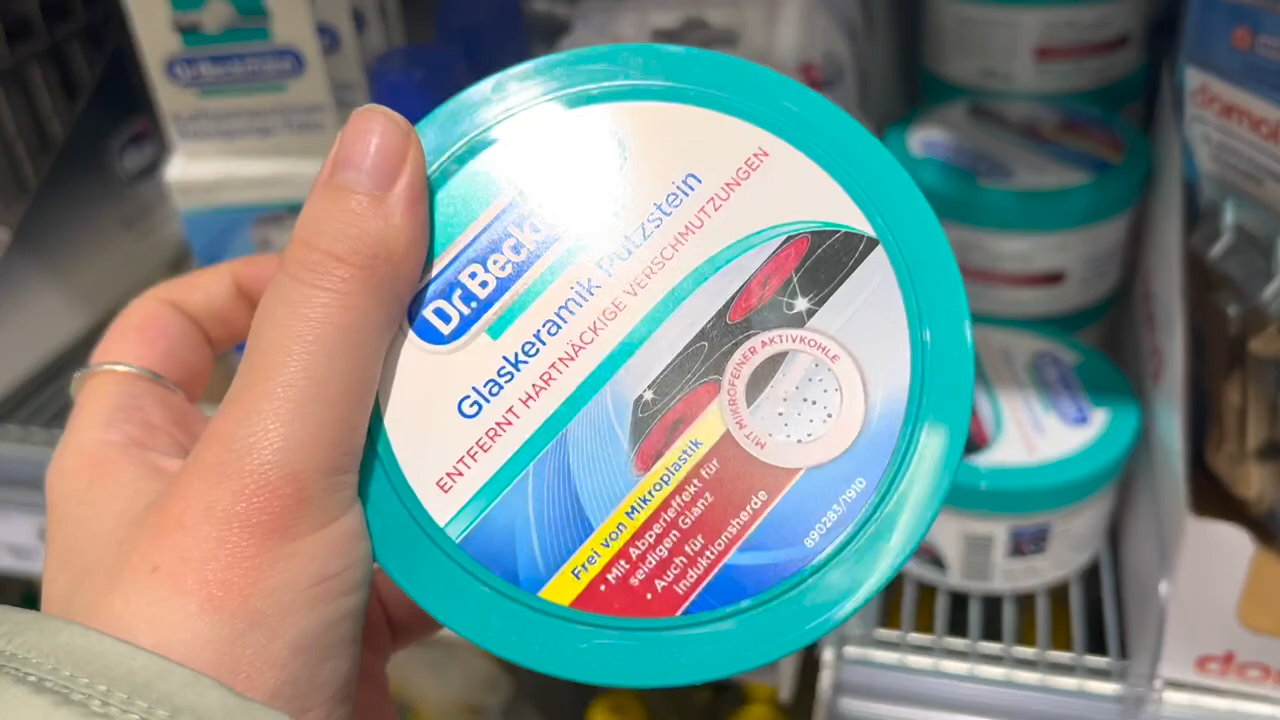 Dr.Beck
Glaskeramik Putzstein
ENTFERNT HARTNÄCKIGE VERSCHMUTZUNGEN
MIT MIKROFEINER AKTIVKOHLE
Frei von Mikroplastik
• Mit Abperleffekt für
seidigen Glanz
• Auch für
Induktionsherde
890283/1910